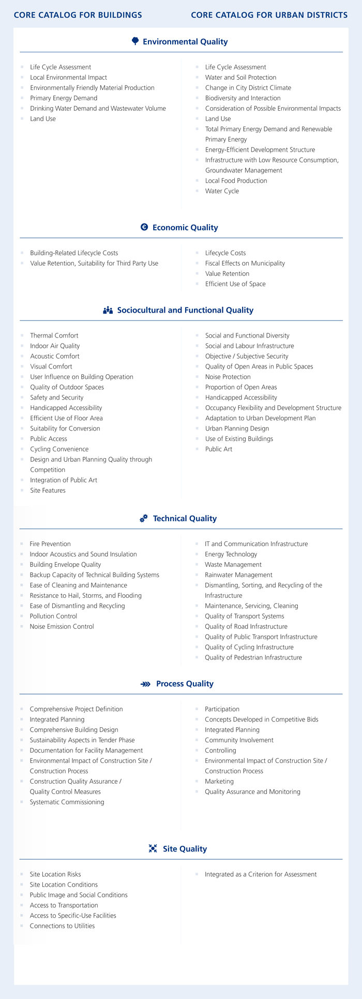 CORE CATALOG FOR BUILDINGS
CORE CATALOG FOR URBAN DISTRICTS
Environmental Quality
Life Cycle Assessment
Local Environmental Impact
Environmentally Friendly Material Production
Primary Energy Demand
Drinking Water Demand and Wastewater Volume
Land Use
Life Cycle Assessment
Water and Soil Protection
Change in City District Climate
Biodiversity and Interaction
Consideration of Possible Environmental Impacts
Land Use
Total Primary Energy Demand and Renewable
Primary Energy
Energy-Efficient Development Structure
Infrastructure with Low Resource Consumption,
Groundwater Management
Local Food Production
Water Cycle
Economic Quality
Building-Related Lifecycle Costs
Value Retention, Suitability for Third Party Use
Lifecycle Costs
Fiscal Effects on Municipality
Value Retention
Efficient Use of Space
Sociocultural and Functional Quality
Thermal Comfort
Indoor Air Quality
Acoustic Comfort
Visual Comfort
User Influence on Building Operation
Quality of Outdoor Spaces
Safety and Security
Handicapped Accessibility
Efficient Use of Floor Area
Suitability for Conversion
Public Access
Cycling Convenience
Design and Urban Planning Quality through
Competition
Integration of Public Art
Site Features
Social and Functional Diversity
Social and Labour Infrastructure
Objective / Subjective Security
Quality of Open Areas in Public Spaces
Noise Protection
Proportion of Open Areas
Handicapped Accessibility
Occupancy Flexibility and Development Structure
Adaptation to Urban Development Plan
Urban Planning Design
Use of Existing Buildings
Public Art
Technical Quality
Fire Prevention
Indoor Acoustics and Sound Insulation
Building Envelope Quality
Backup Capacity of Technical Building Systems
Ease of Cleaning and Maintenance
Resistance to Hail, Storms, and Flooding
Ease of Dismantling and Recycling
Pollution Control
Noise Emission Control
IT and Communication Infrastructure
Energy Technology
Waste Management
Rainwater Management
Dismantling, Sorting, and Recycling of the
Infrastructure
Maintenance, Servicing, Cleaning
Quality of Transport Systems
Quality of Road Infrastructure
Quality of Public Transport Infrastructure
Quality of Cycling Infrastructure
Quality of Pedestrian Infrastructure
Process Quality
Comprehensive Project Definition
Integrated Planning
Comprehensive Building Design
Sustainability Aspects in Tender Phase
Documentation for Facility Management
Environmental Impact of Construction Site /
Construction Process
Construction Quality Assurance /
Quality Control Measures
Systematic Commissioning
Participation
Concepts Developed in Competitive Bids
Integrated Planning
Community Involvement
Controlling
Environmental Impact of Construction Site /
Construction Process
Marketing
Quality Assurance and Monitoring
Site Quality
Site Location Risks
Site Location Conditions
Public Image and Social Conditions
Access to Transportation
Access to Specific-Use Facilities
Connections to Utilities
Integrated as a Criterion for Assessment